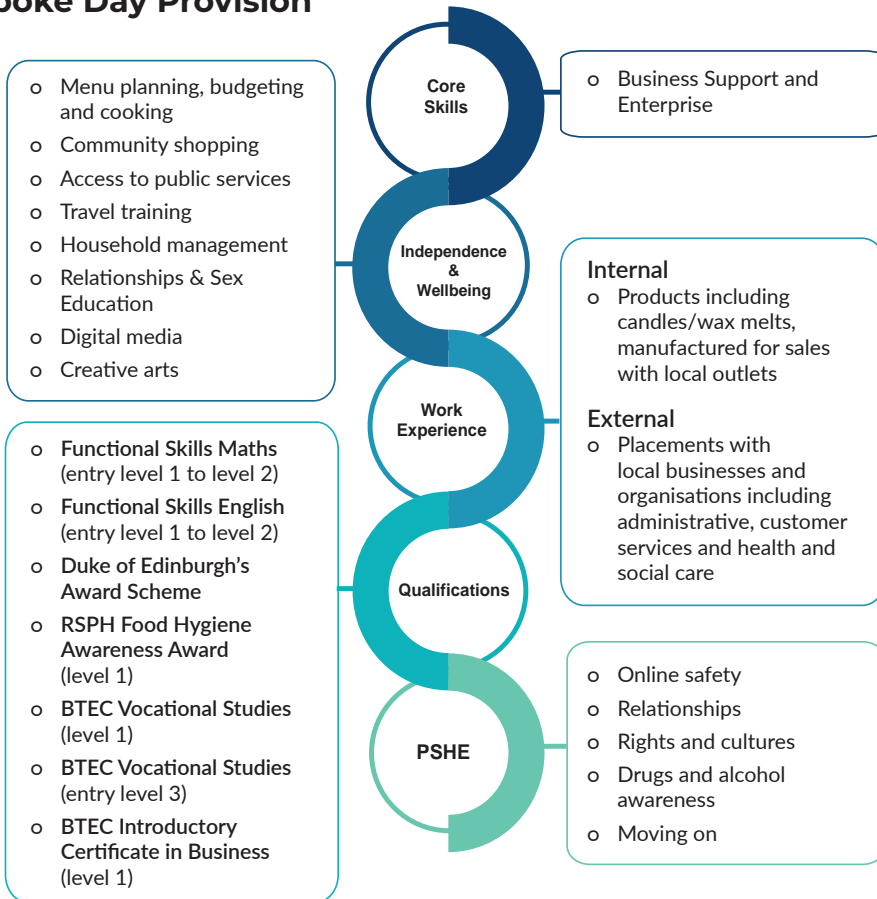 poke Day Provision
Core
Skills
o Business Support and
Enterprise
o Menu planning, budgeting
and cooking
o Community shopping
o Access to public services
o Travel training
o Household management
o Relationships & Sex
Education
o Digital media
o Creative arts
Independence
&
Wellbeing
Work
Experience
Internal
o Products including
candles/wax melts,
manufactured for sales
with local outlets
External
o Placements with
local businesses and
organisations including
administrative, customer
services and health and
social care
o Functional Skills Maths
(entry level 1 to level 2)
o Functional Skills English
(entry level 1 to level 2)
o Duke of Edinburgh's
Award Scheme
o RSPH Food Hygiene
Awareness Award
(level 1)
o BTEC Vocational Studies
(level 1)
o BTEC Vocational Studies
(entry level 3)
o BTEC Introductory
Certificate in Business
(level 1)
Qualifications
PSHE
o Online safety
o Relationships
o Rights and cultures
o Drugs and alcohol
awareness
o Moving on